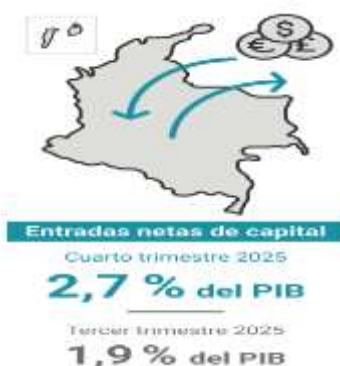 $
€ £
Entradas netas de capital
Cuarto trimestre 2025
2,7 % del PIB
Tercer trimestre 2025
1,9 % del PIB